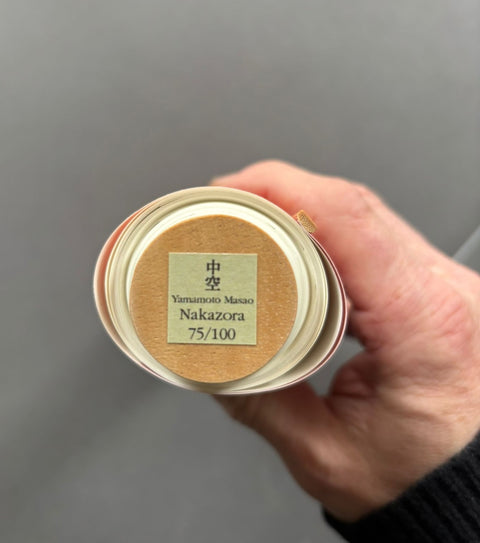 中
空
Yamamoto Masao
Nakazora
75/100